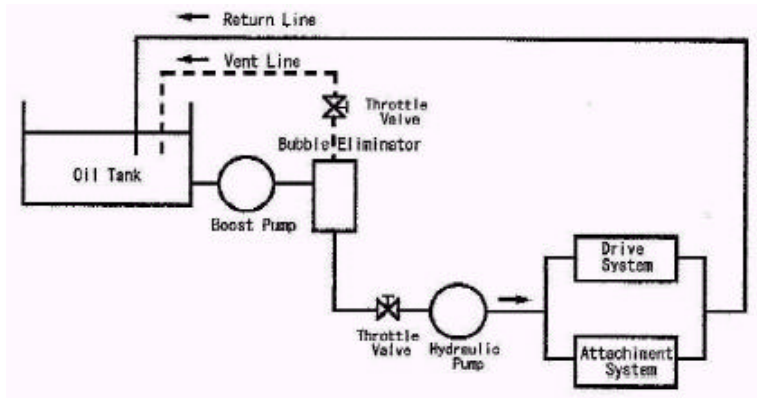 Return Line
Vent Line
Throttle
Valve
Bubble Eliminator
Oil Tank
Boost Pump
Drive
System
Throttle
Valve
Hydraulic
Pump
Attachiment
System